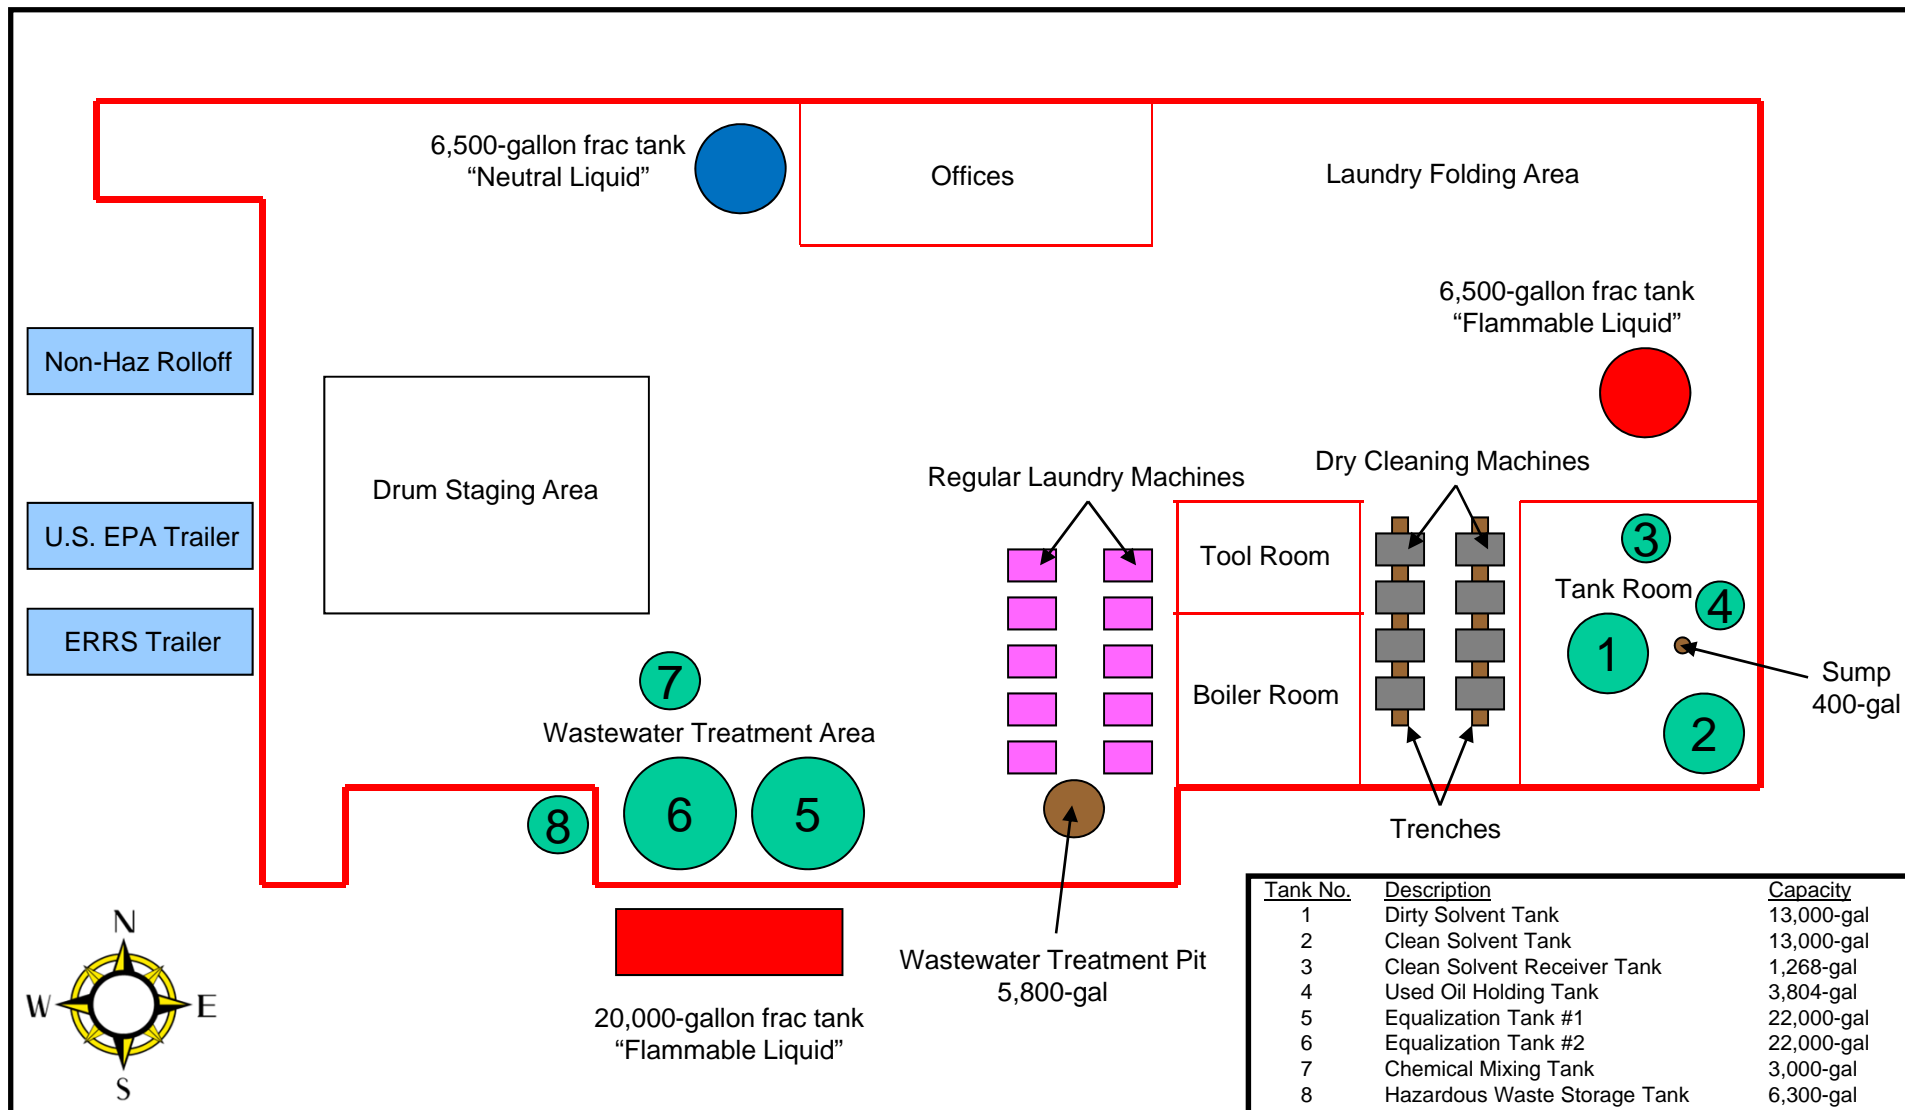 6,500-gallon frac tank
“Neutral Liquid”
Offices
Laundry Folding Area
6,500-gallon frac tank
“Flammable Liquid”
Non-Haz Rolloff
Drum Staging Area
Regular Laundry Machines
Dry Cleaning Machines
U.S. EPA Trailer
Tool Room
3
Tank Room
4
ERRS Trailer
1
Sump
400-gal
7
Boiler Room
2
Wastewater Treatment Area
8
6
5
Trenches
Wastewater Treatment Pit
5,800-gal
20,000-gallon frac tank
“Flammable Liquid”
N
W
E
S
Tank No. Description Capacity
1 Dirty Solvent Tank 13,000-gal
2 Clean Solvent Tank 13,000-gal
3 Clean Solvent Receiver Tank 1,268-gal
4 Used Oil Holding Tank 3,804-gal
5 Equalization Tank #1 22,000-gal
6 Equalization Tank #2 22,000-gal
7 Chemical Mixing Tank 3,000-gal
8 Hazardous Waste Storage Tank 6,300-gal